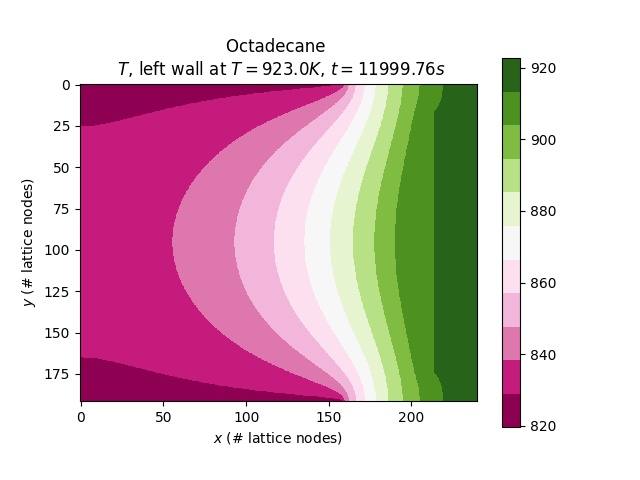 Octadecane
T, left wall at T = 923.0K, t = 11999.76s
0
25
50
75
100
125
150
175
y (# lattice nodes)
0 50 100 150 200
x (# lattice nodes)
920
900
880
860
840
820